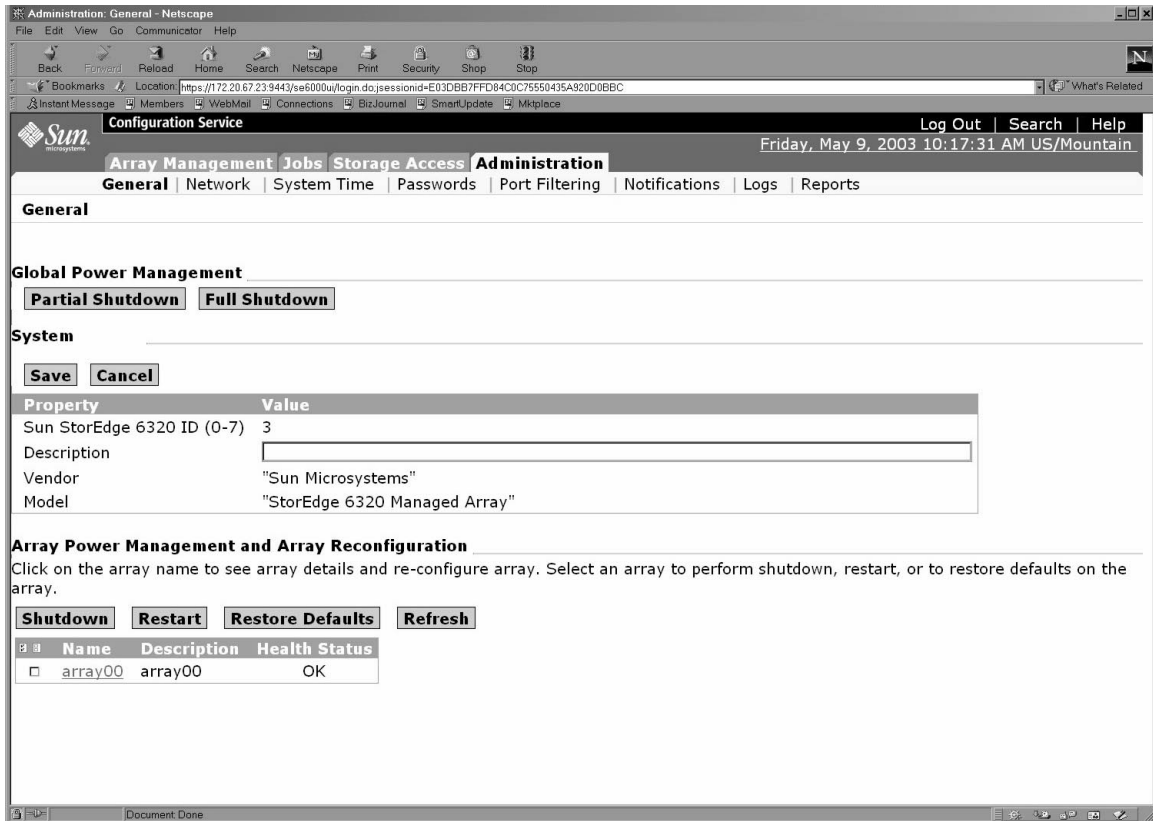 Administration: General - Netscape
File Edit View Go Communicator Help
Back Forward Reload Home Search Netscape Print Security Shop Stop
Bookmarks Location: https://172.20.67.23:9443/se6000ui/login.do;jsessionid=E03DBB7FFD84C0C75550435A920D0BBC What's Related
Instant Message Members WebMail Connections BizJournal SmartUpdate Mktplace
Sun microsystems
Configuration Service
Log Out | Search | Help
Friday, May 9, 2003 10:17:31 AM US/Mountain
Array Management Jobs Storage Access Administration
General | Network | System Time | Passwords | Port Filtering | Notifications | Logs | Reports
General
Global Power Management
Partial Shutdown Full Shutdown
System
Save Cancel
Property Value
Sun StorEdge 6320 ID (0-7) 3
Description
Vendor "Sun Microsystems"
Model "StorEdge 6320 Managed Array"
Array Power Management and Array Reconfiguration
Click on the array name to see array details and re-configure array. Select an array to perform shutdown, restart, or to restore defaults on the
array.
Shutdown Restart Restore Defaults Refresh
Name Description Health Status
array00 array00 OK
Document: Done